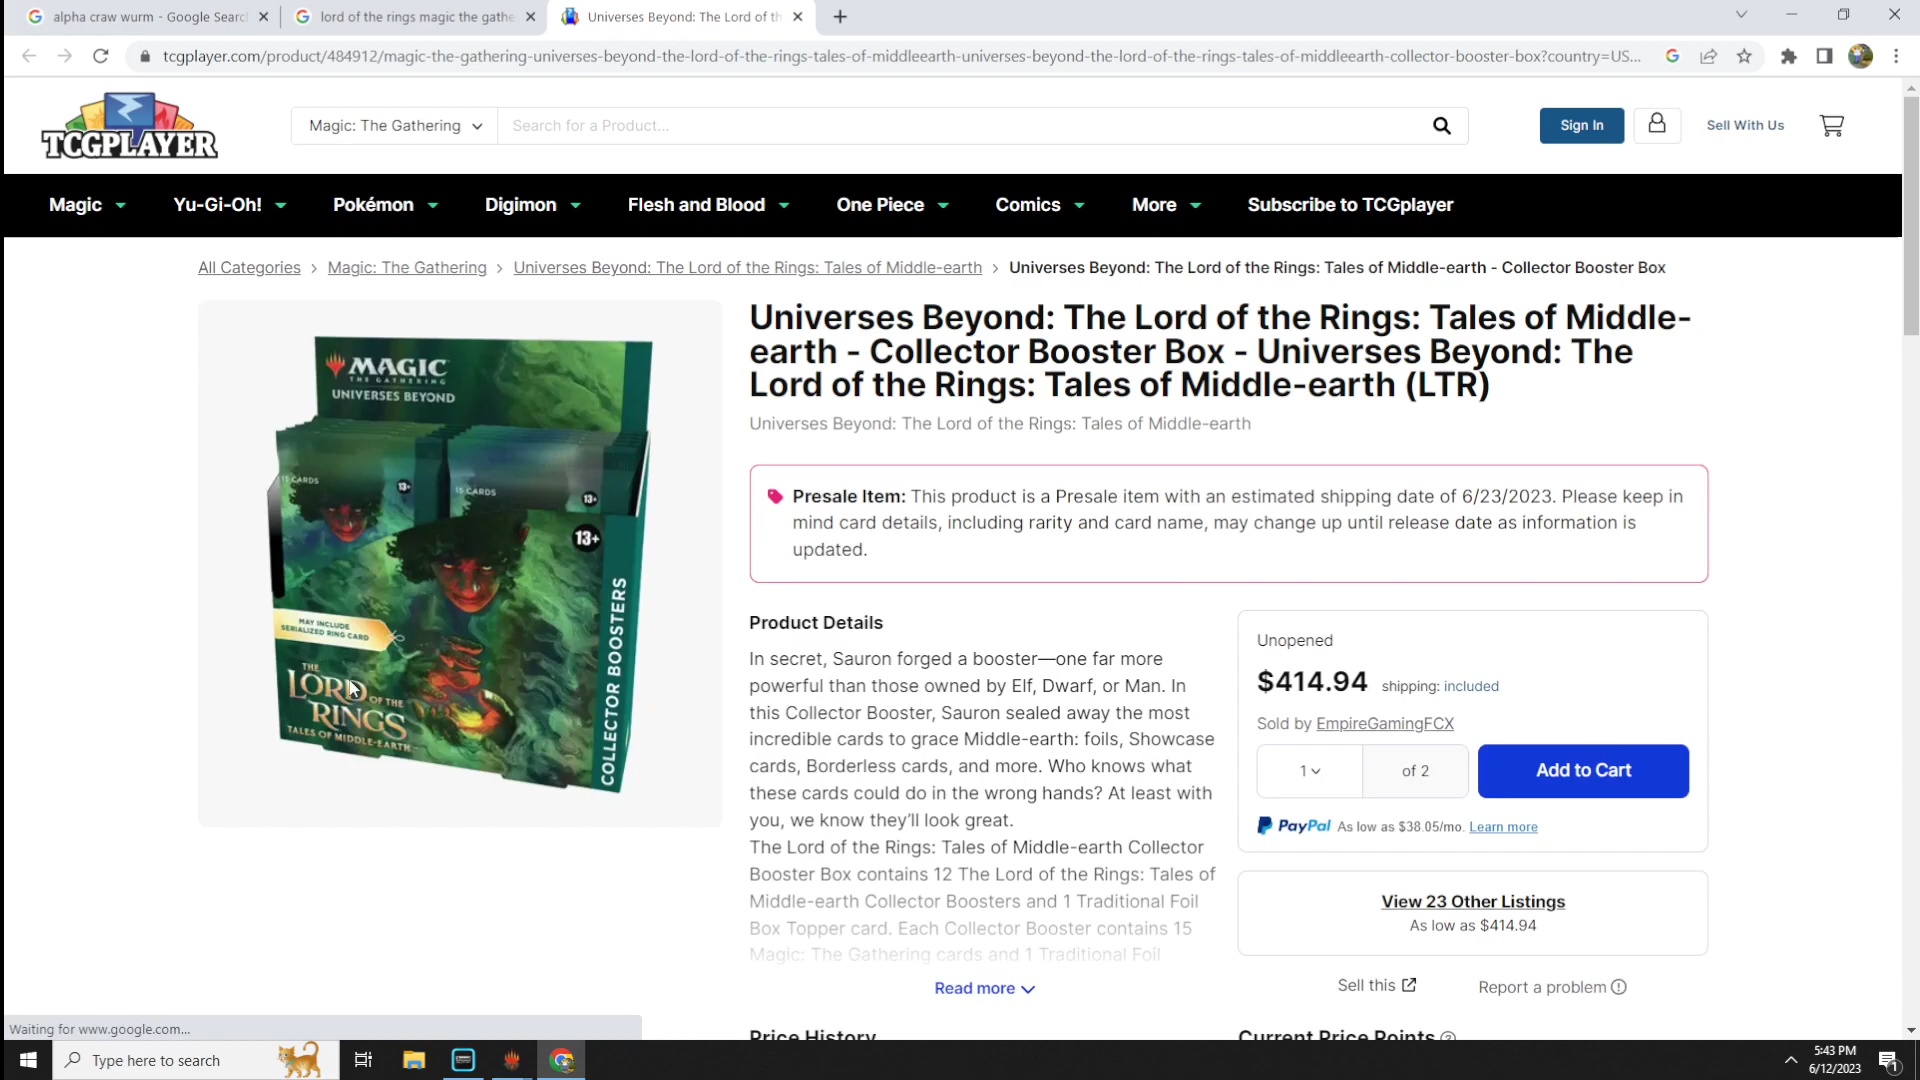 alpha craw wurm - Google Searc
lord of the rings magic the gathe
Universes Beyond: The Lord of th
tcgplayer.com/product/484912/magic-the-gathering-universes-beyond-the-lord-of-the-rings-tales-of-middleearth-universes-beyond-the-lord-of-the-rings-tales-of-middleearth-collector-booster-box?country=US...
TCGPLAYER
Magic: The Gathering
Search for a Product...
Sign In
Sell With Us
Magic
Yu-Gi-Oh!
Pokémon
Digimon
Flesh and Blood
One Piece
Comics
More
Subscribe to TCGplayer
All Categories > Magic: The Gathering > Universes Beyond: The Lord of the Rings: Tales of Middle-earth > Universes Beyond: The Lord of the Rings: Tales of Middle-earth - Collector Booster Box
MAGIC
THE GATHERING
UNIVERSES BEYOND
15 CARDS
13+
15 CARDS
13+
13+
MAY INCLUDE
SERIALIZED RING CARD
THE
LORD OF THE
RINGS
TALES OF MIDDLE-EARTH
COLLECTOR BOOSTERS
Universes Beyond: The Lord of the Rings: Tales of Middle-
earth - Collector Booster Box - Universes Beyond: The
Lord of the Rings: Tales of Middle-earth (LTR)
Universes Beyond: The Lord of the Rings: Tales of Middle-earth
Presale Item: This product is a Presale item with an estimated shipping date of 6/23/2023. Please keep in
mind card details, including rarity and card name, may change up until release date as information is
updated.
Product Details
In secret, Sauron forged a booster—one far more
powerful than those owned by Elf, Dwarf, or Man. In
this Collector Booster, Sauron sealed away the most
incredible cards to grace Middle-earth: foils, Showcase
cards, Borderless cards, and more. Who knows what
these cards could do in the wrong hands? At least with
you, we know they'll look great.
The Lord of the Rings: Tales of Middle-earth Collector
Booster Box contains 12 The Lord of the Rings: Tales of
Middle-earth Collector Boosters and 1 Traditional Foil
Box Topper card. Each Collector Booster contains 15
Magic: The Gathering cards and 1 Traditional Foil
Read more
Unopened
$414.94 shipping: included
Sold by EmpireGamingFCX
1
of 2
Add to Cart
PayPal As low as $38.05/mo. Learn more
View 23 Other Listings
As low as $414.94
Sell this
Report a problem
Price History
Current Price Points
Waiting for www.google.com...
Type here to search
5:43 PM
6/12/2023
1